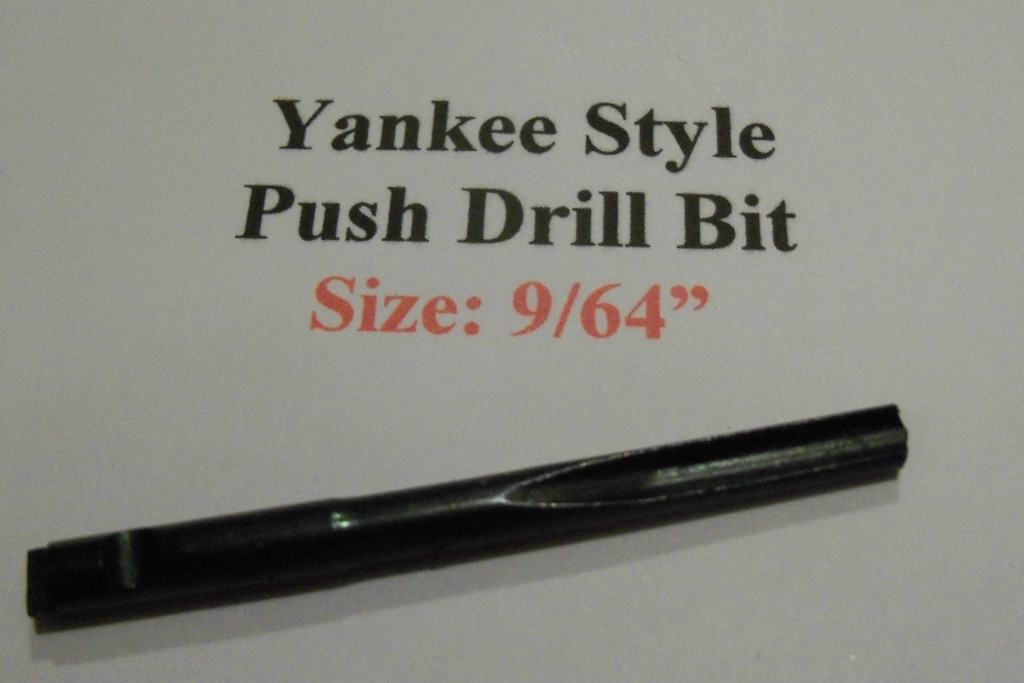 Yankee Style
Push Drill Bit
Size: 9/64”